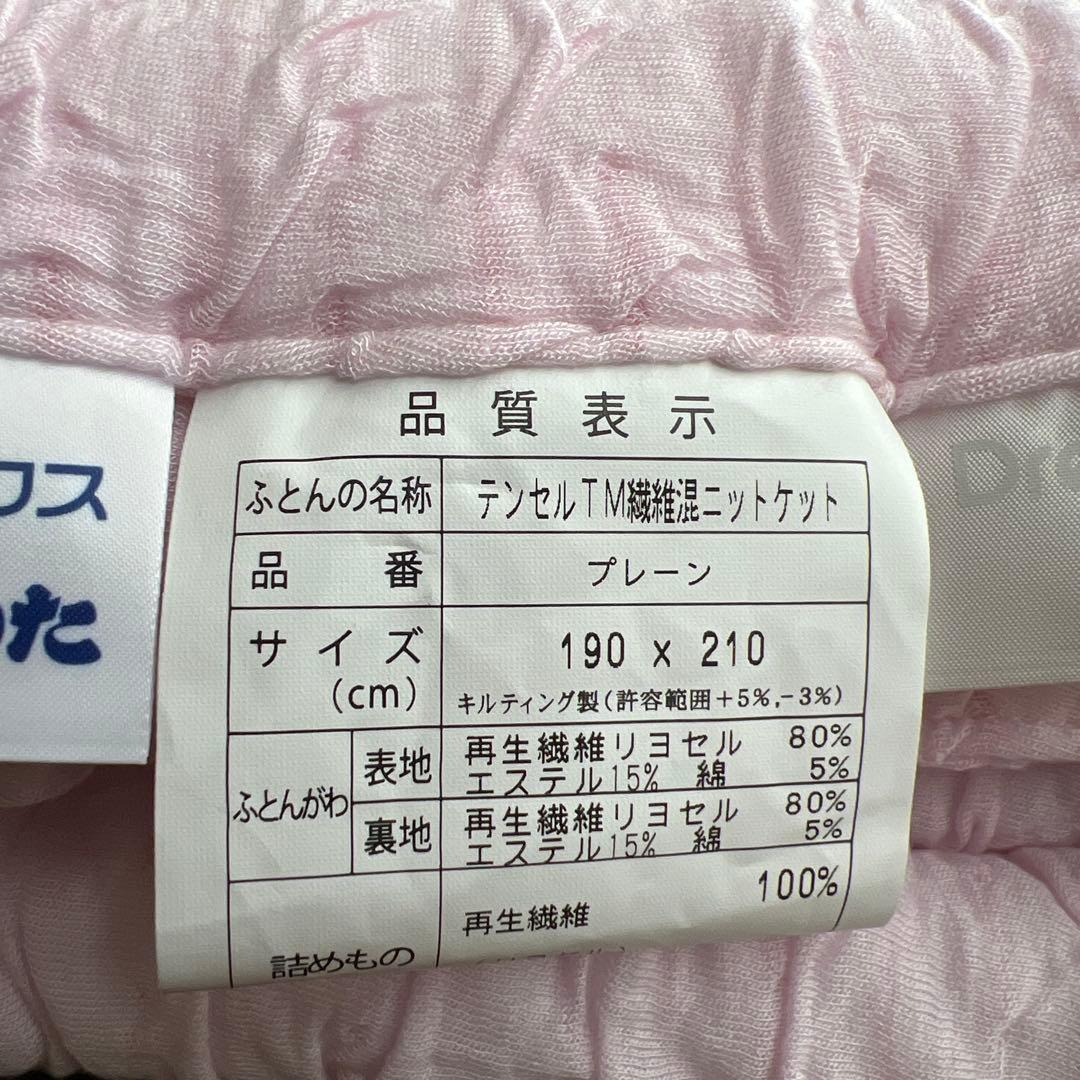 品質表示
ふとんの名称 テンセルTM繊維混ニットケット
品番 プレーン
サイズ(cm) 190 x 210
キルティング製(許容範囲+5%,-3%)
ふとんがわ
表地 再生繊維リヨセル 80%
エステル15% 綿 5%
裏地 再生繊維リヨセル 80%
エステル15% 綿 5%
詰めもの 再生繊維 100%
ワス
た